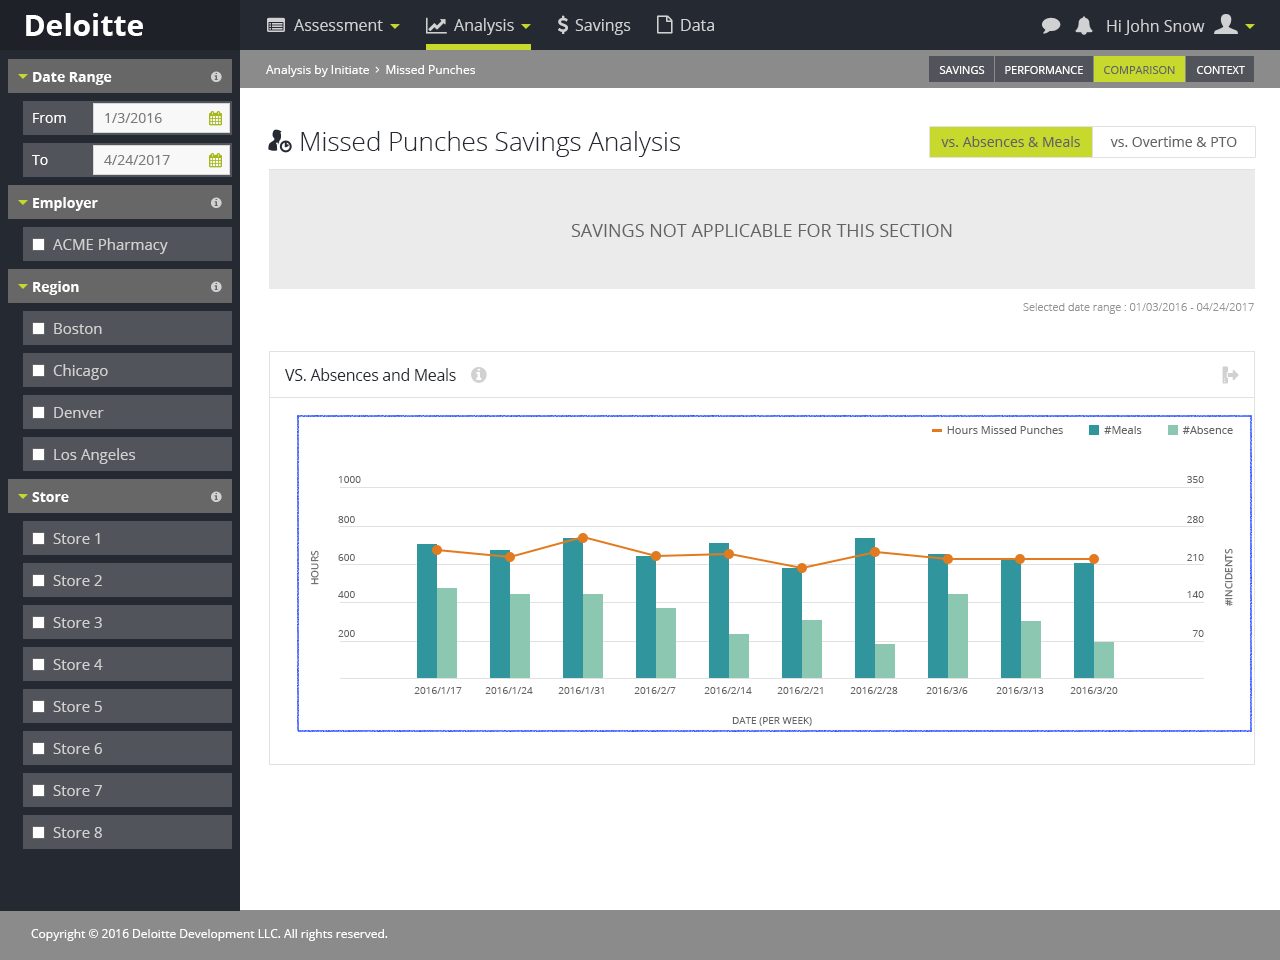 Deloitte
Assessment
Analysis
$ Savings
Data
Hi John Snow
Date Range
From 1/3/2016
To 4/24/2017
Employer
ACME Pharmacy
Region
Boston
Chicago
Denver
Los Angeles
Store
Store 1
Store 2
Store 3
Store 4
Store 5
Store 6
Store 7
Store 8
Analysis by Initiate › Missed Punches
SAVINGS PERFORMANCE COMPARISON CONTEXT
Missed Punches Savings Analysis
vs. Absences & Meals vs. Overtime & PTO
SAVINGS NOT APPLICABLE FOR THIS SECTION
Selected date range : 01/03/2016 - 04/24/2017
VS. Absences and Meals
Hours Missed Punches #Meals #Absence
1000 350
800 280
600 210
400 140
200 70
HOURS
#INCIDENTS
2016/1/17 2016/1/24 2016/1/31 2016/2/7 2016/2/14 2016/2/21 2016/2/28 2016/3/6 2016/3/13 2016/3/20
DATE (PER WEEK)
Copyright © 2016 Deloitte Development LLC. All rights reserved.